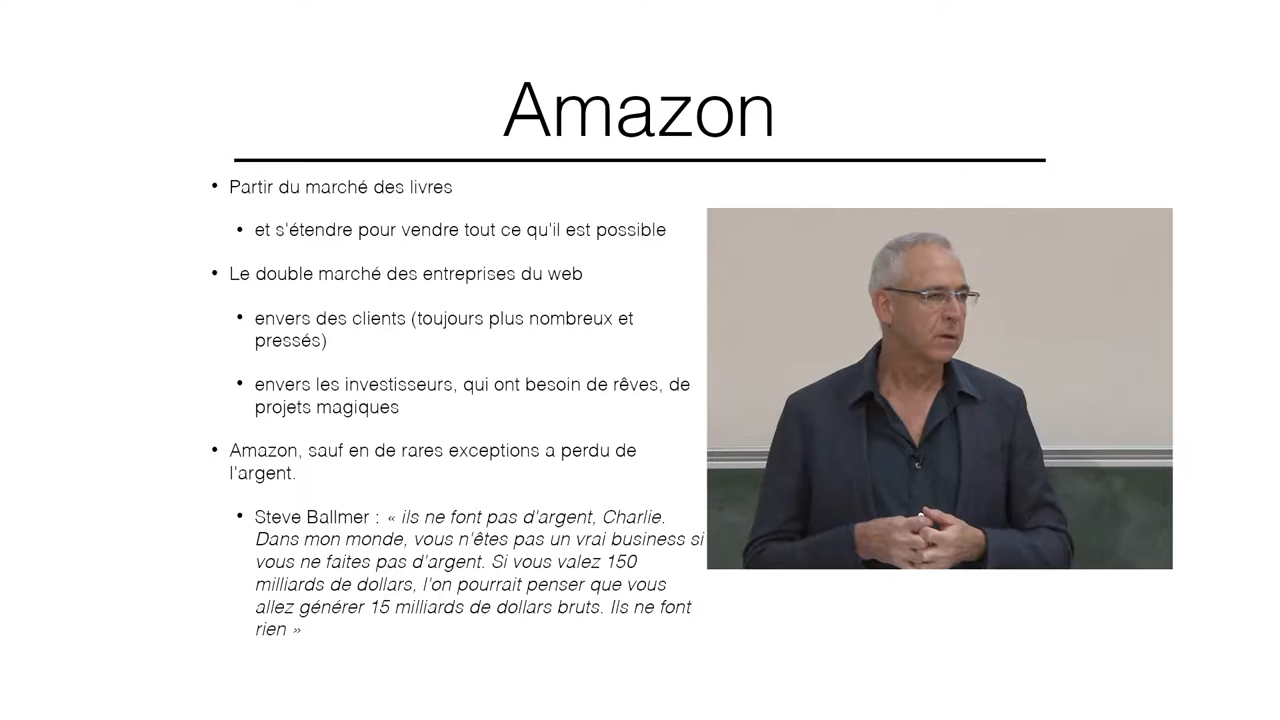 Amazon
• Partir du marché des livres
• et s'étendre pour vendre tout ce qu'il est possible
• Le double marché des entreprises du web
• envers des clients (toujours plus nombreux et
pressés)
• envers les investisseurs, qui ont besoin de rêves, de
projets magiques
• Amazon, sauf en de rares exceptions a perdu de
l'argent.
• Steve Ballmer : « ils ne font pas d'argent, Charlie.
Dans mon monde, vous n'êtes pas un vrai business si
vous ne faites pas d'argent. Si vous valez 150
milliards de dollars, l'on pourrait penser que vous
allez générer 15 milliards de dollars bruts. Ils ne font
rien »